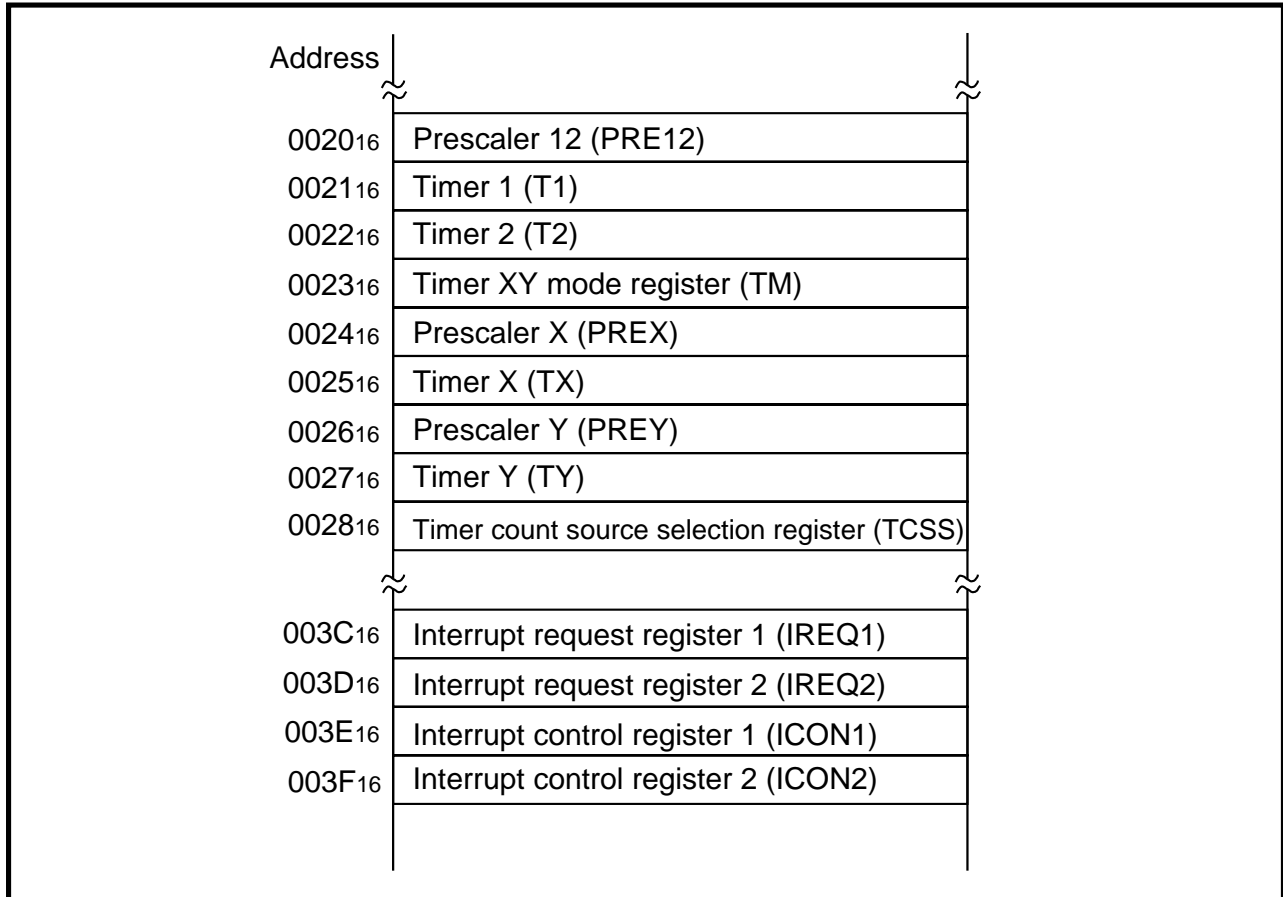 Address
002016 Prescaler 12 (PRE12)
002116 Timer 1 (T1)
002216 Timer 2 (T2)
002316 Timer XY mode register (TM)
002416 Prescaler X (PREX)
002516 Timer X (TX)
002616 Prescaler Y (PREY)
002716 Timer Y (TY)
002816 Timer count source selection register (TCSS)
003C16 Interrupt request register 1 (IREQ1)
003D16 Interrupt request register 2 (IREQ2)
003E16 Interrupt control register 1 (ICON1)
003F16 Interrupt control register 2 (ICON2)